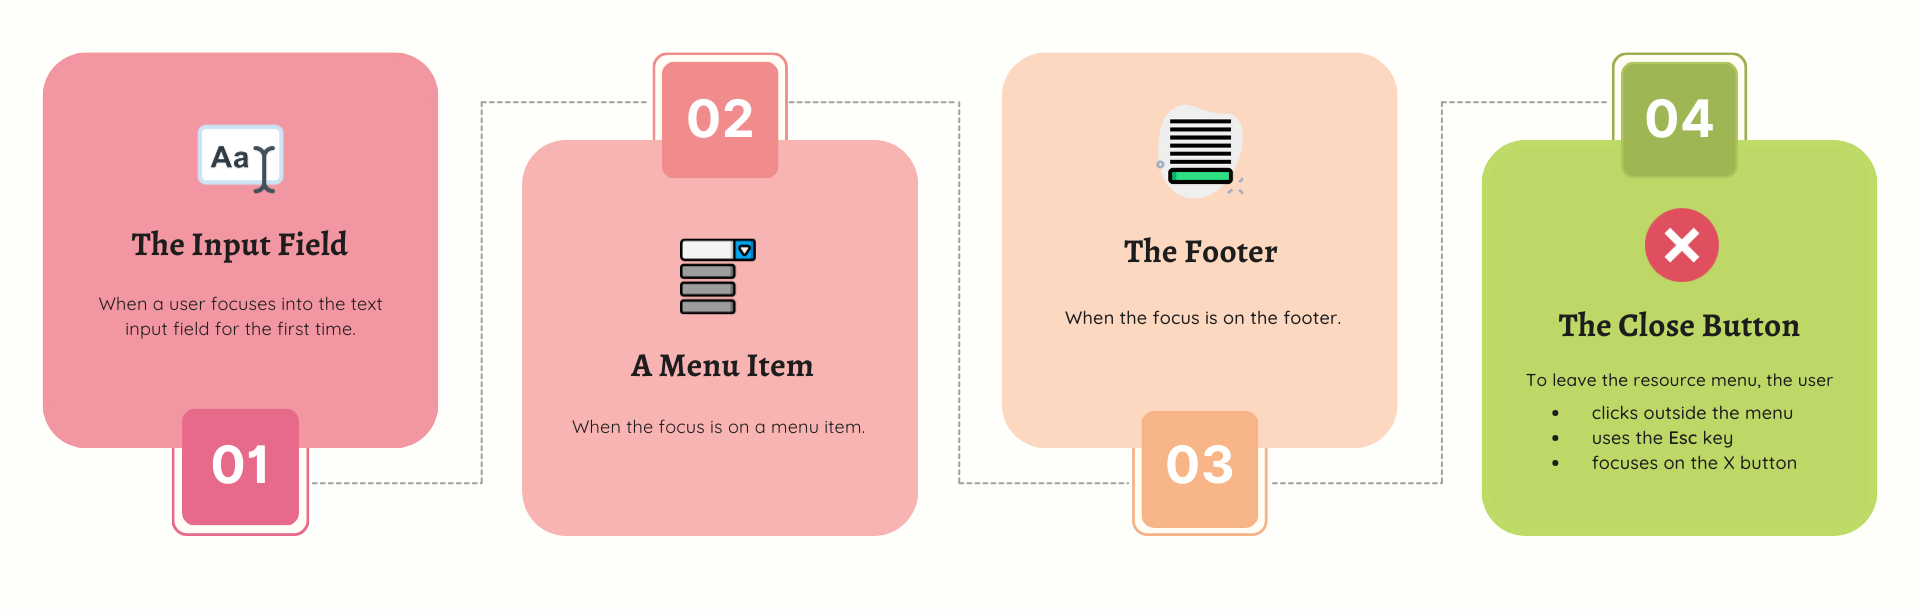 Aa
The Input Field
When a user focuses into the text
input field for the first time.
01
02
A Menu Item
When the focus is on a menu item.
The Footer
When the focus is on the footer.
03
04
The Close Button
To leave the resource menu, the user
• clicks outside the menu
• uses the Esc key
• focuses on the X button